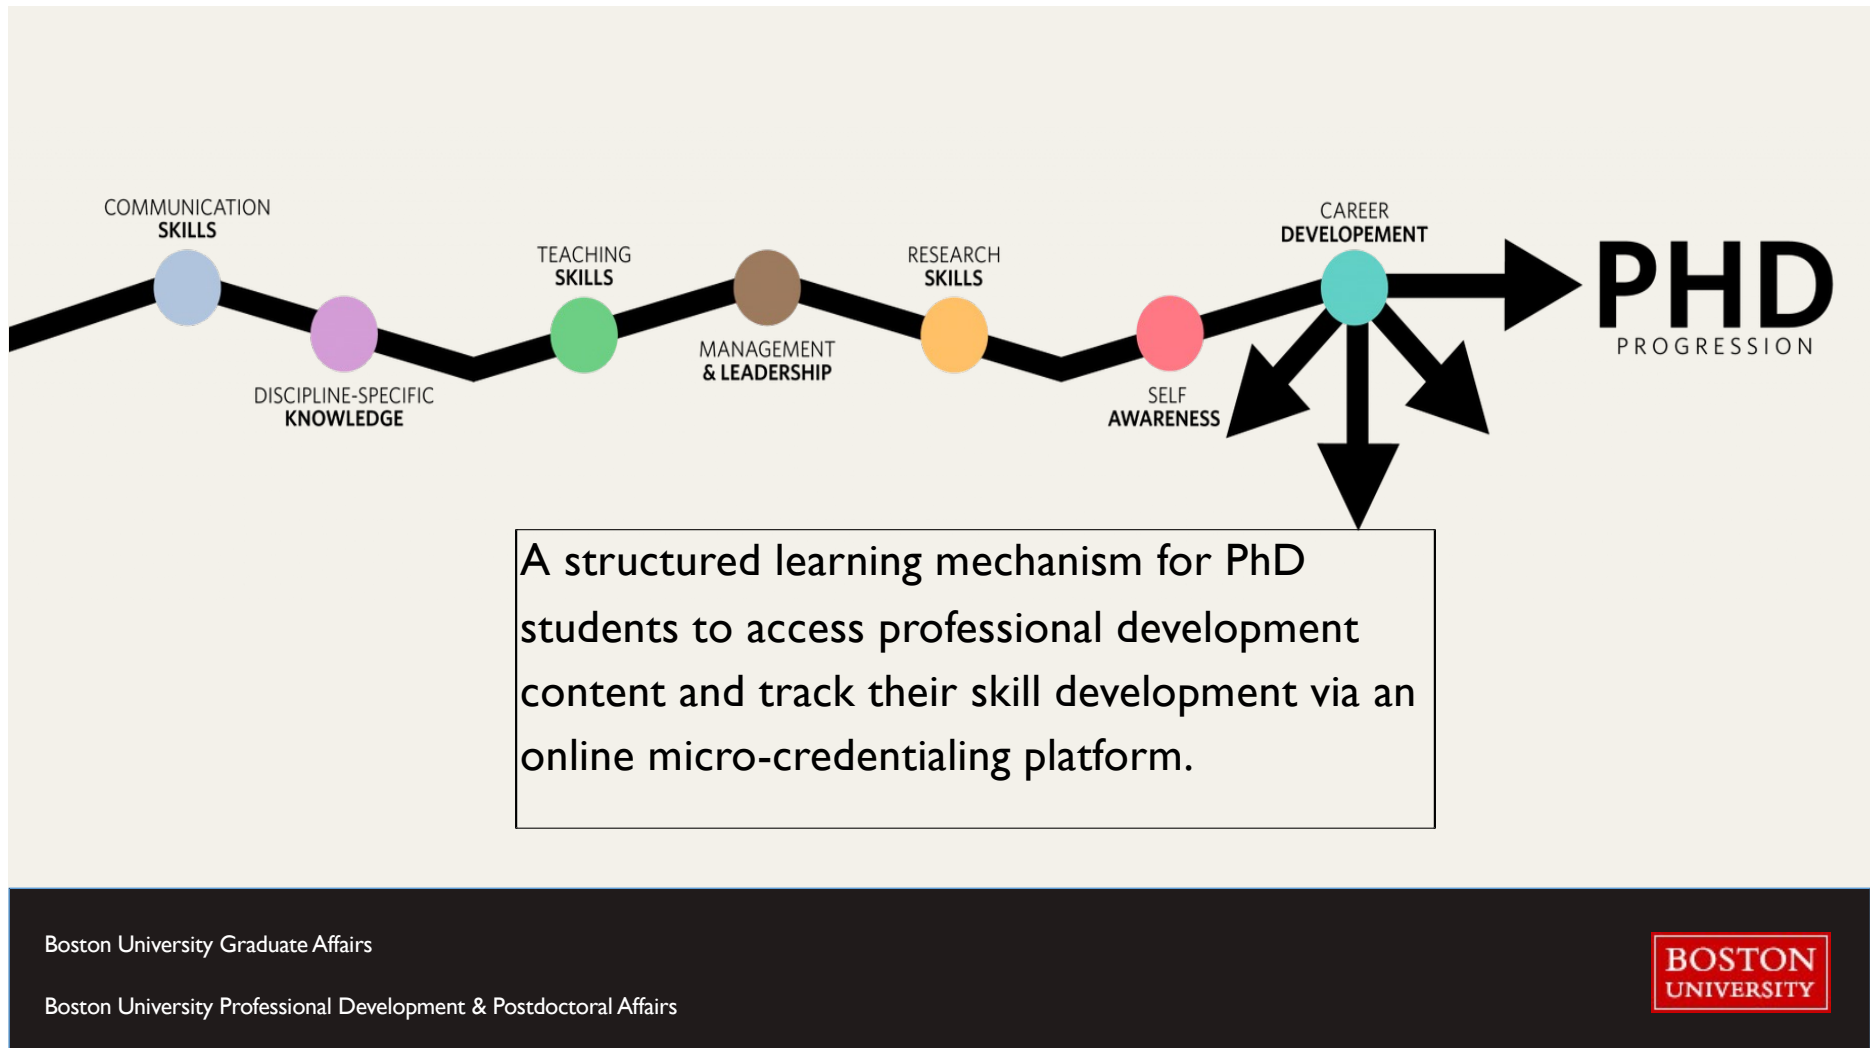 COMMUNICATION
SKILLS
DISCIPLINE-SPECIFIC
KNOWLEDGE
TEACHING
SKILLS
MANAGEMENT
& LEADERSHIP
RESEARCH
SKILLS
SELF
AWARENESS
CAREER
DEVELOPEMENT
PHD
PROGRESSION
A structured learning mechanism for PhD
students to access professional development
content and track their skill development via an
online micro-credentialing platform.
Boston University Graduate Affairs
Boston University Professional Development & Postdoctoral Affairs
BOSTON
UNIVERSITY